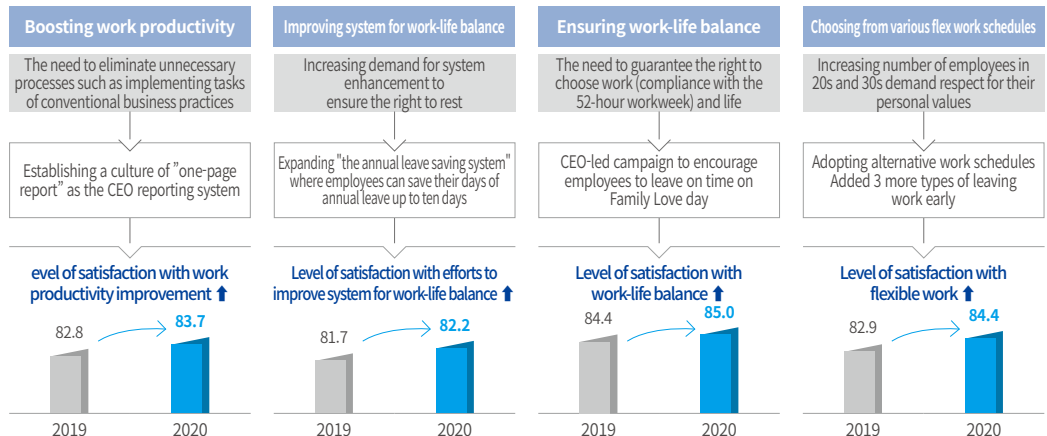 Boosting work productivity
The need to eliminate unnecessary
processes such as implementing tasks
of conventional business practices
Establishing a culture of ”one-page
report” as the CEO reporting system
evel of satisfaction with work
productivity improvement ⬆
82.8
83.7
2019
2020
Improving system for work-life balance
Increasing demand for system
enhancement to
ensure the right to rest
Expanding "the annual leave saving system"
where employees can save their days of
annual leave up to ten days
Level of satisfaction with efforts to
improve system for work-life balance ⬆
81.7
82.2
2019
2020
Ensuring work-life balance
The need to guarantee the right to
choose work (compliance with the
52-hour workweek) and life
CEO-led campaign to encourage
employees to leave on time on
Family Love day
Level of satisfaction with
work-life balance ⬆
84.4
85.0
2019
2020
Choosing from various flex work schedules
Increasing number of employees in
20s and 30s demand respect for their
personal values
Adopting alternative work schedules
Added 3 more types of leaving
work early
Level of satisfaction with
flexible work ⬆
82.9
84.4
2019
2020